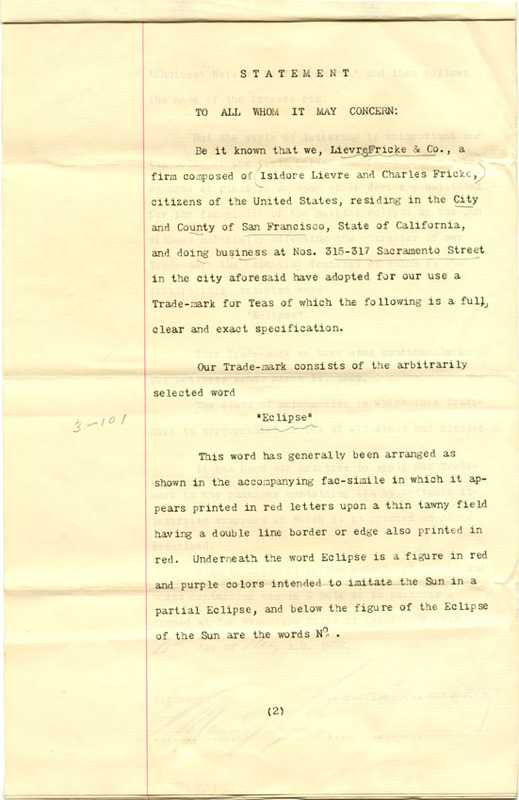 STATEMENT
TO ALL WHOM IT MAY CONCERN:
Be it known that we, Lievre Fricke & Co., a
firm composed of (Isidore Lievre and Charles Fricke,)
citizens of the United States, residing in the City
and County of San Francisco, State of California,
and doing business at Nos. 315-317 Sacramento Street
in the city aforesaid have adopted for our use a
Trade-mark for Teas of which the following is a full,
clear and exact specification.
Our Trade-mark consists of the arbitrarily
selected word
"Eclipse"
3-101
This word has generally been arranged as
shown in the accompanying fac-simile in which it ap-
pears printed in red letters upon a thin tawny field
having a double line border or edge also printed in
red. Underneath the word Eclipse is a figure in red
and purple colors intended to imitate the Sun in a
partial Eclipse, and below the figure of the Eclipse
of the Sun are the words Nº.
(2)